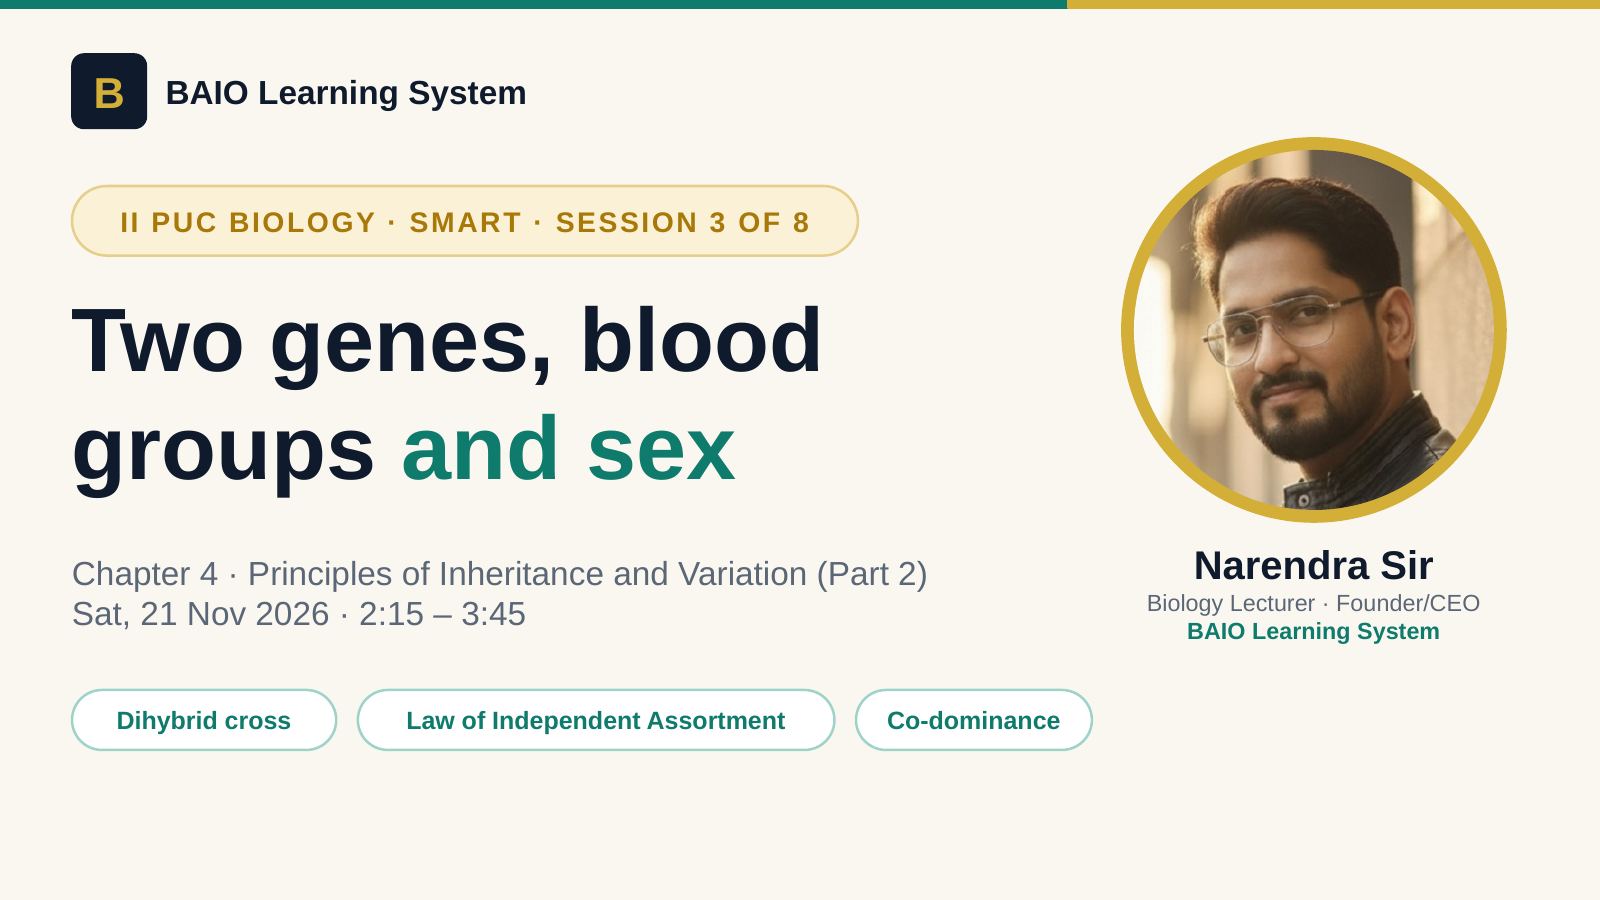 B
BAIO Learning System
II PUC BIOLOGY · SMART · SESSION 3 OF 8
Two genes, blood
groups and sex
Chapter 4 · Principles of Inheritance and Variation (Part 2)
Sat, 21 Nov 2026 · 2:15 – 3:45
Dihybrid cross
Law of Independent Assortment
Co-dominance
Narendra Sir
Biology Lecturer · Founder/CEO
BAIO Learning System